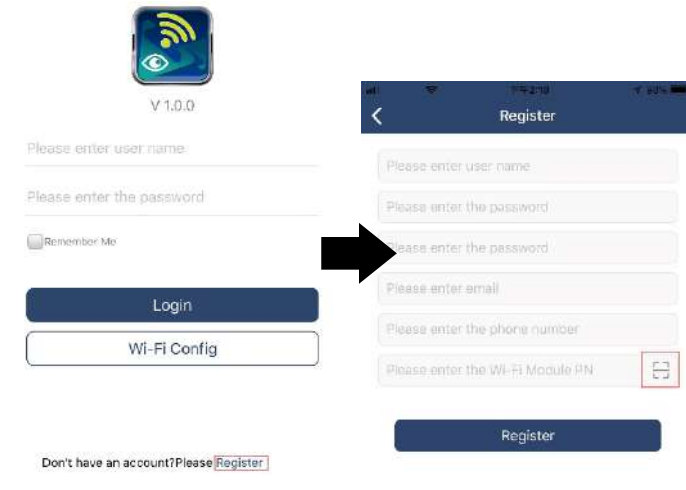 V 1.0.0
Please enter user name
Please enter the password
Remember Me
Login
Wi-Fi Config
Don't have an account?Please Register
Register
Please enter user name
Please enter the password
Please enter the password
Please enter email
Please enter the phone number
Please enter the Wi-Fi Module PN
Register